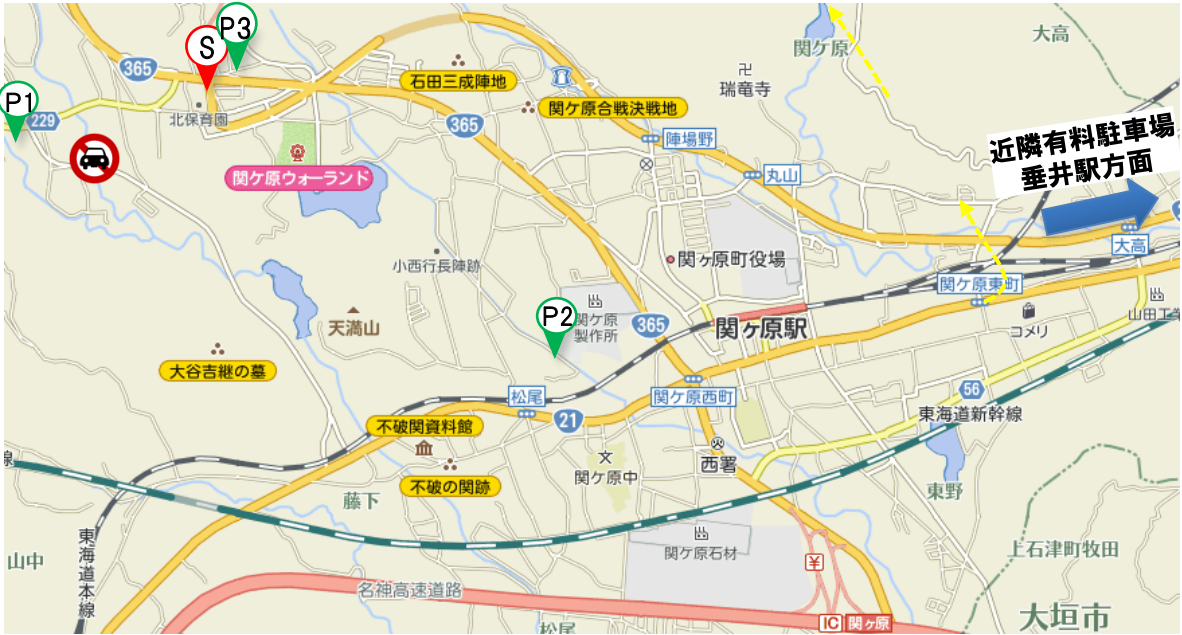 P3
S
365
P1
229
北保育園
石田三成陣地
関ケ原合戦決戦地
365
関ケ原ウォーランド
関ケ原
大高
瑞竜寺
陣場野
丸山
近隣有料駐車場
垂井駅方面
大高
関ヶ原町役場
小西行長陣跡
関ケ原東町
コメリ
山田工業
P2
関ケ原
製作所
365
関ヶ原駅
天満山
大谷吉継の墓
松尾
21
関ケ原西町
56
東海道新幹線
不破関資料館
不破の関跡
関ケ原中
西署
東野
線
藤下
山中
東海道本線
関ケ原石材
上石津町牧田
名神高速道路
松尾
IC 関ヶ原
大垣市